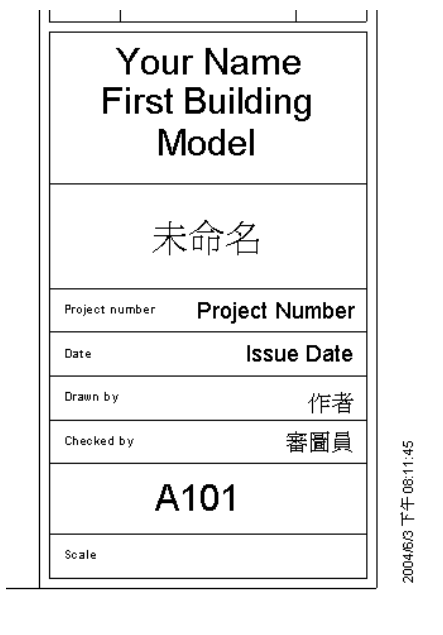 Your Name
First Building
Model
未命名
Project number Project Number
Date Issue Date
Drawn by 作者
Checked by 審圖員
A101
Scale
2004/6/3 下午 08:11:45